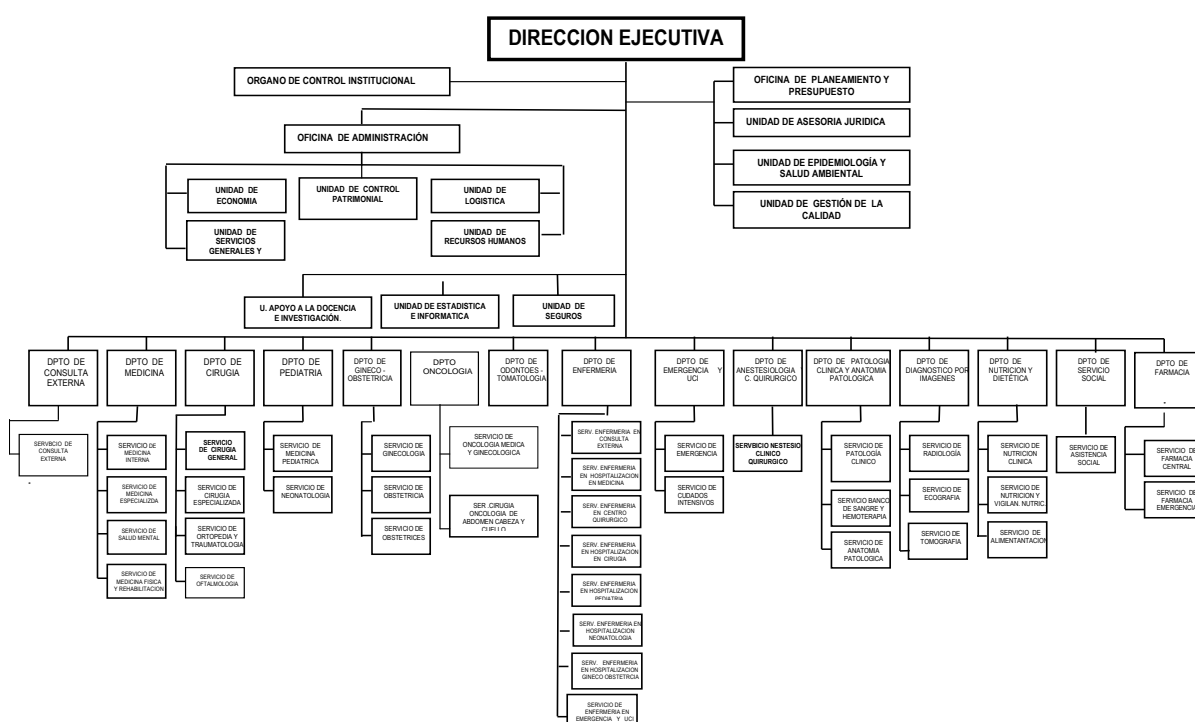 DIRECCION EJECUTIVA
ORGANO DE CONTROL INSTITUCIONAL
OFICINA DE PLANEAMIENTO Y
PRESUPUESTO
UNIDAD DE ASESORIA JURIDICA
UNIDAD DE EPIDEMIOLOGÍA Y
SALUD AMBIENTAL
UNIDAD DE GESTIÓN DE LA
CALIDAD
OFICINA DE ADMINISTRACIÓN
UNIDAD DE
ECONOMIA
UNIDAD DE CONTROL
PATRIMONIAL
UNIDAD DE
LOGISTICA
UNIDAD DE
SERVICIOS
GENERALES Y
UNIDAD DE
RECURSOS HUMANOS
U. APOYO A LA DOCENCIA
E INVESTIGACIÓN.
UNIDAD DE ESTADISTICA
E INFORMATICA
UNIDAD DE
SEGUROS
DPTO DE
CONSULTA
EXTERNA
DPTO DE
MEDICINA
DPTO DE
CIRUGIA
DPTO DE
PEDIATRIA
DPTO DE
GINECO -
OBSTETRICIA
DPTO
ONCOLOGIA
DPTO DE
ODONTOES -
TOMATOLOGIA
DPTO DE
ENFERMERIA
DPTO DE
EMERGENCIA Y
UCI
DPTO DE
ANESTESIOLOGIA Y
C. QUIRURGICO
DPTO DE PATOLOGIA
CLINICA Y ANATOMIA
PATOLOGICA
DPTO DE
DIAGNOSTICO POR
IMAGENES
DPTO DE
NUTRICION Y
DIETÉTICA
DPTO DE
SERVICIO
SOCIAL
DPTO DE
FARMACIA
-
SERVBCIO DE
CONSULTA
EXTERNA
-
SERVICIO DE
MEDICINA
INTERNA
SERVICIO DE
MEDICINA
ESPECIALIZDA
SERVICIO DE
SALUD MENTAL
SERVICIO DE
MEDICINA FISICA
Y REHABILITACION
SERVICIO
DE CIRUGIA
GENERAL
SERVICIO DE
CIRUGIA
ESPECIALIZADA
SERVICIO DE
ORTOPEDIA Y
TRAUMATOLOGIA
SERVICIO DE
OFTALMOLOGIA
SERVICIO DE
MEDICINA
PEDIATRICA
SERVICIO DE
NEONATOLOGIA
SERVICIO DE
GINECOLOGIA
SERVICIO DE
OBSTETRICIA
SERVICIO DE
OBSTETRICES
SERVICIO DE
ONCOLOGIA MEDICA
Y GINECOLOGICA
SER .CIRUGIA
ONCOLOGIA DE
ABDOMEN CABEZA Y
CUELLO
SERV. ENFERMERIA EN
CONSULTA
EXTERNA
SERV. ENFERMERIA
EN HOSPITALIZACION
EN MEDICINA
SERV. ENFERMERIA
EN CENTRO
QUIRURGICO
SERV. ENFERMERIA
EN HOSPITALIZACION
EN CIRUGIA
SERV. ENFERMERIA
EN HOSPITALIZACION
PEDIATRIA
SERV. ENFERMERIA EN
HOSPITALIZACION
NEONATOLOGIA
SERV. ENFERMERIA
EN HOSPITALIZACION
GINECO OBSTETRCIA
SERVICIO DE
ENFERMERIA EN
EMERGENCIA Y UCI
SERVICIO DE
EMERGENCIA
SERVICIO DE
CUDADOS
INTENSIVOS
SERVBICIO NESTESIO
CLINICO
QUIRURGICO
SERVICIO DE
PATOLOGÍA
CLINICO
SERVICIO BANCO
DE SANGRE Y
HEMOTERAPIA
SERVICIO DE
ANATOMIA
PATOLOGICA
SERVICIO DE
RADIOLOGÍA
SERVICIO DE
ECOGRAFIA
SERVICIO DE
TOMOGRAFIA
SERVICIO DE
NUTRICION
CLINICA
SERVICIO DE
NUTRICION Y
VIGILAN. NUTRIC.
SERVICIO DE
ALIMENTANTACION
SERVICIO DE
ASISTENCIA
SOCIAL
SERVICIO DE
FARMACIA
CENTRAL
SERVICIO DE
FARMACIA
EMERGENCIA